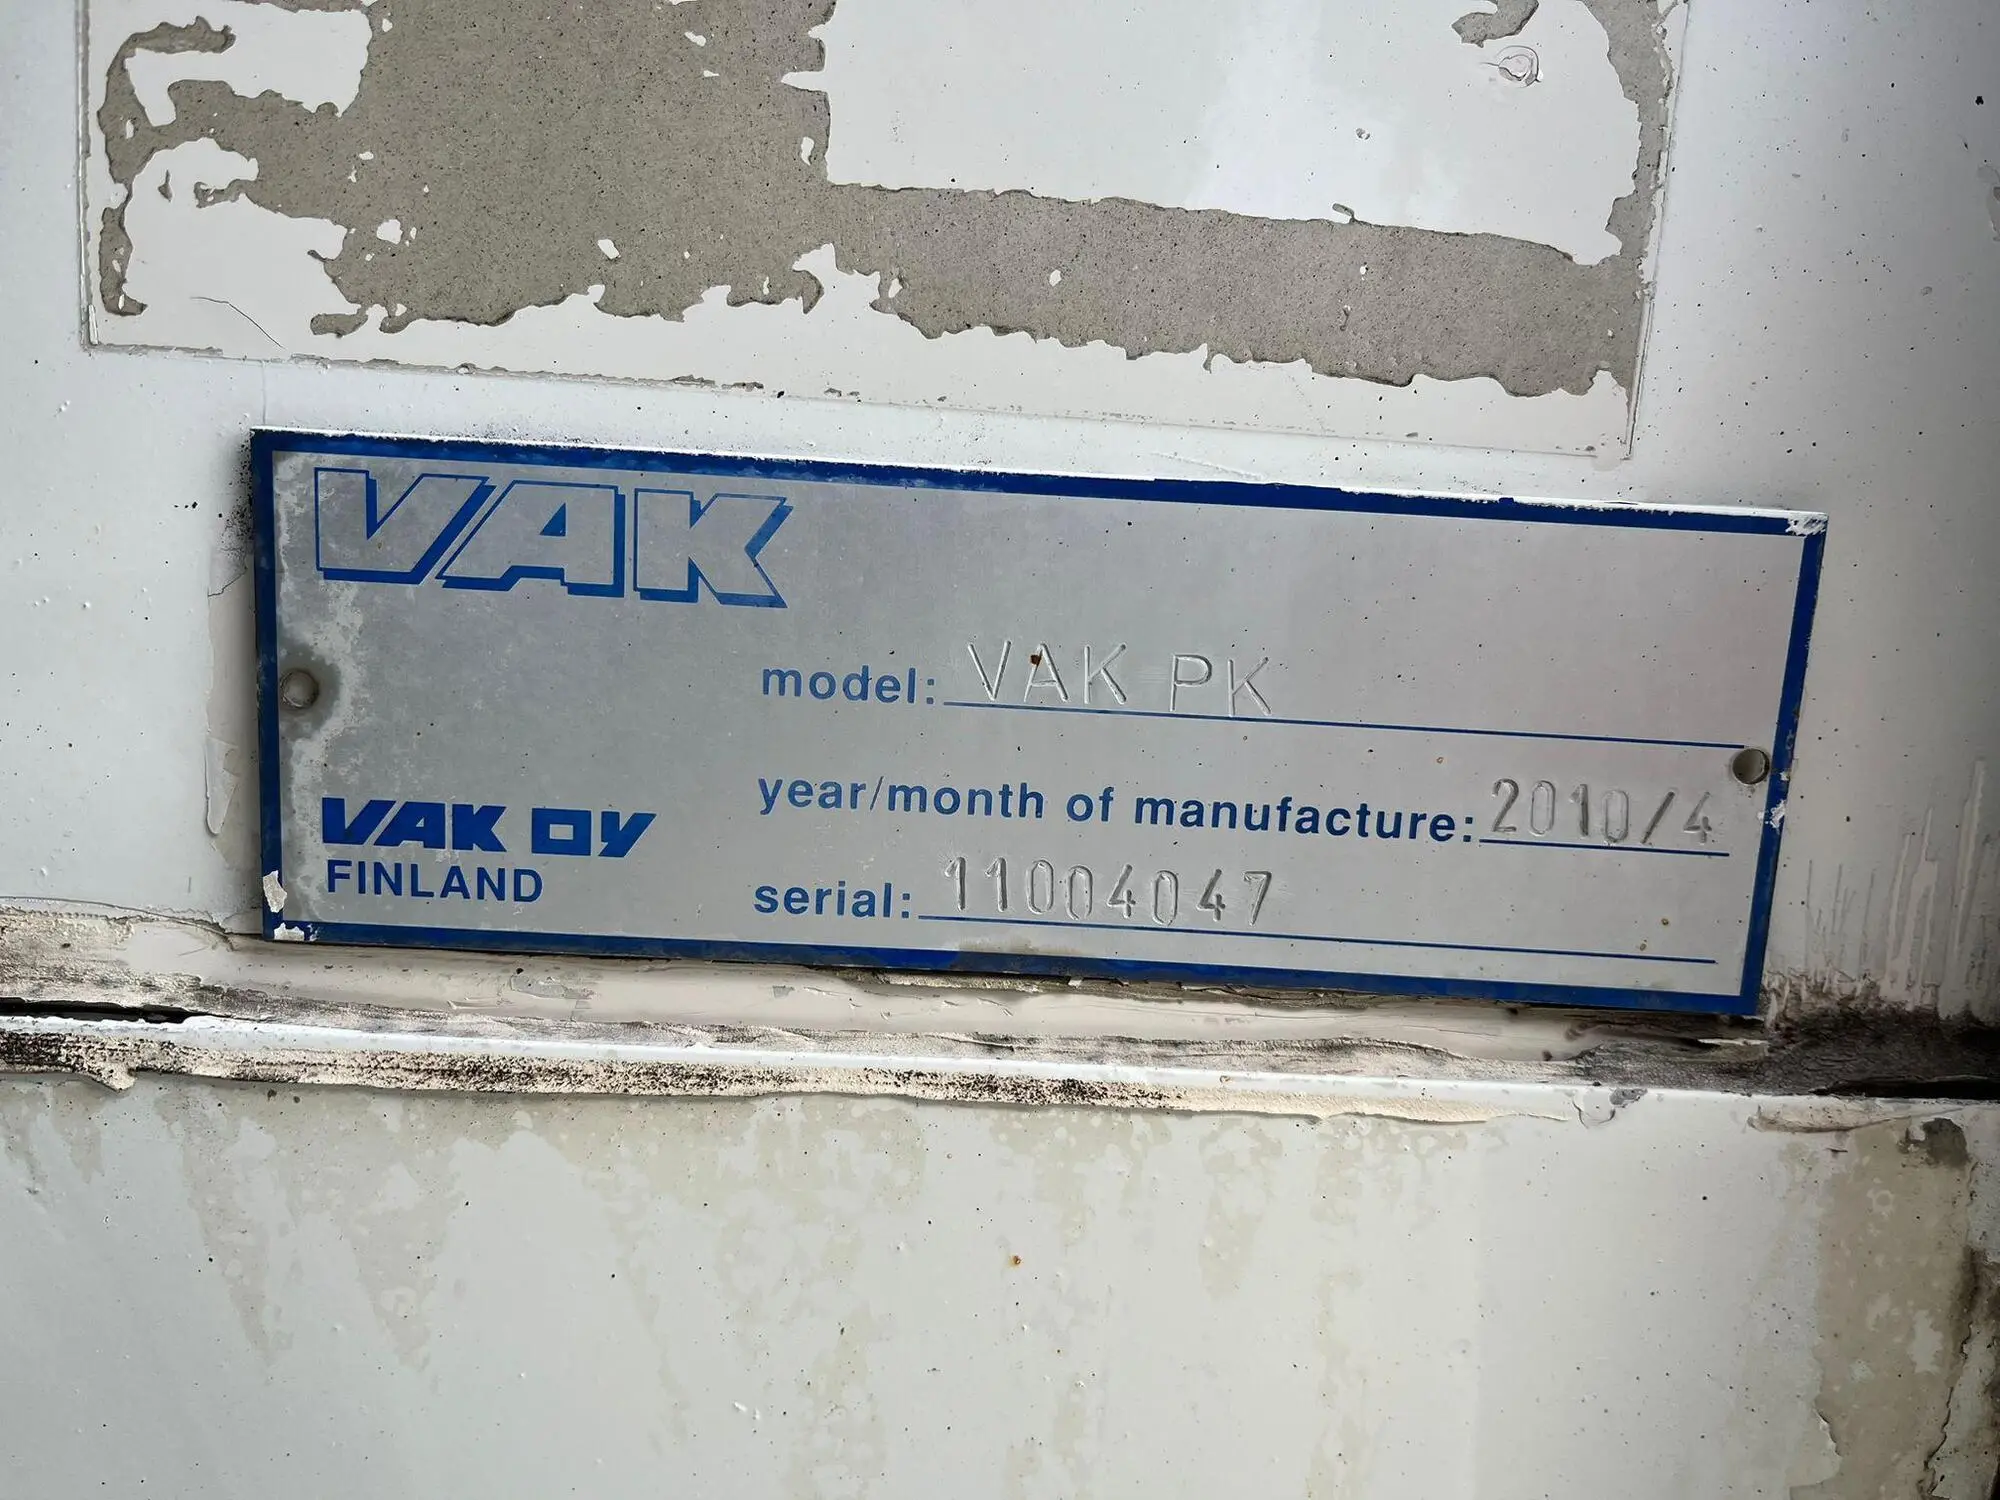 VAK
model: VAK PK
year/month of manufacture: 2010/4
VAK OY
FINLAND
serial: 11004047